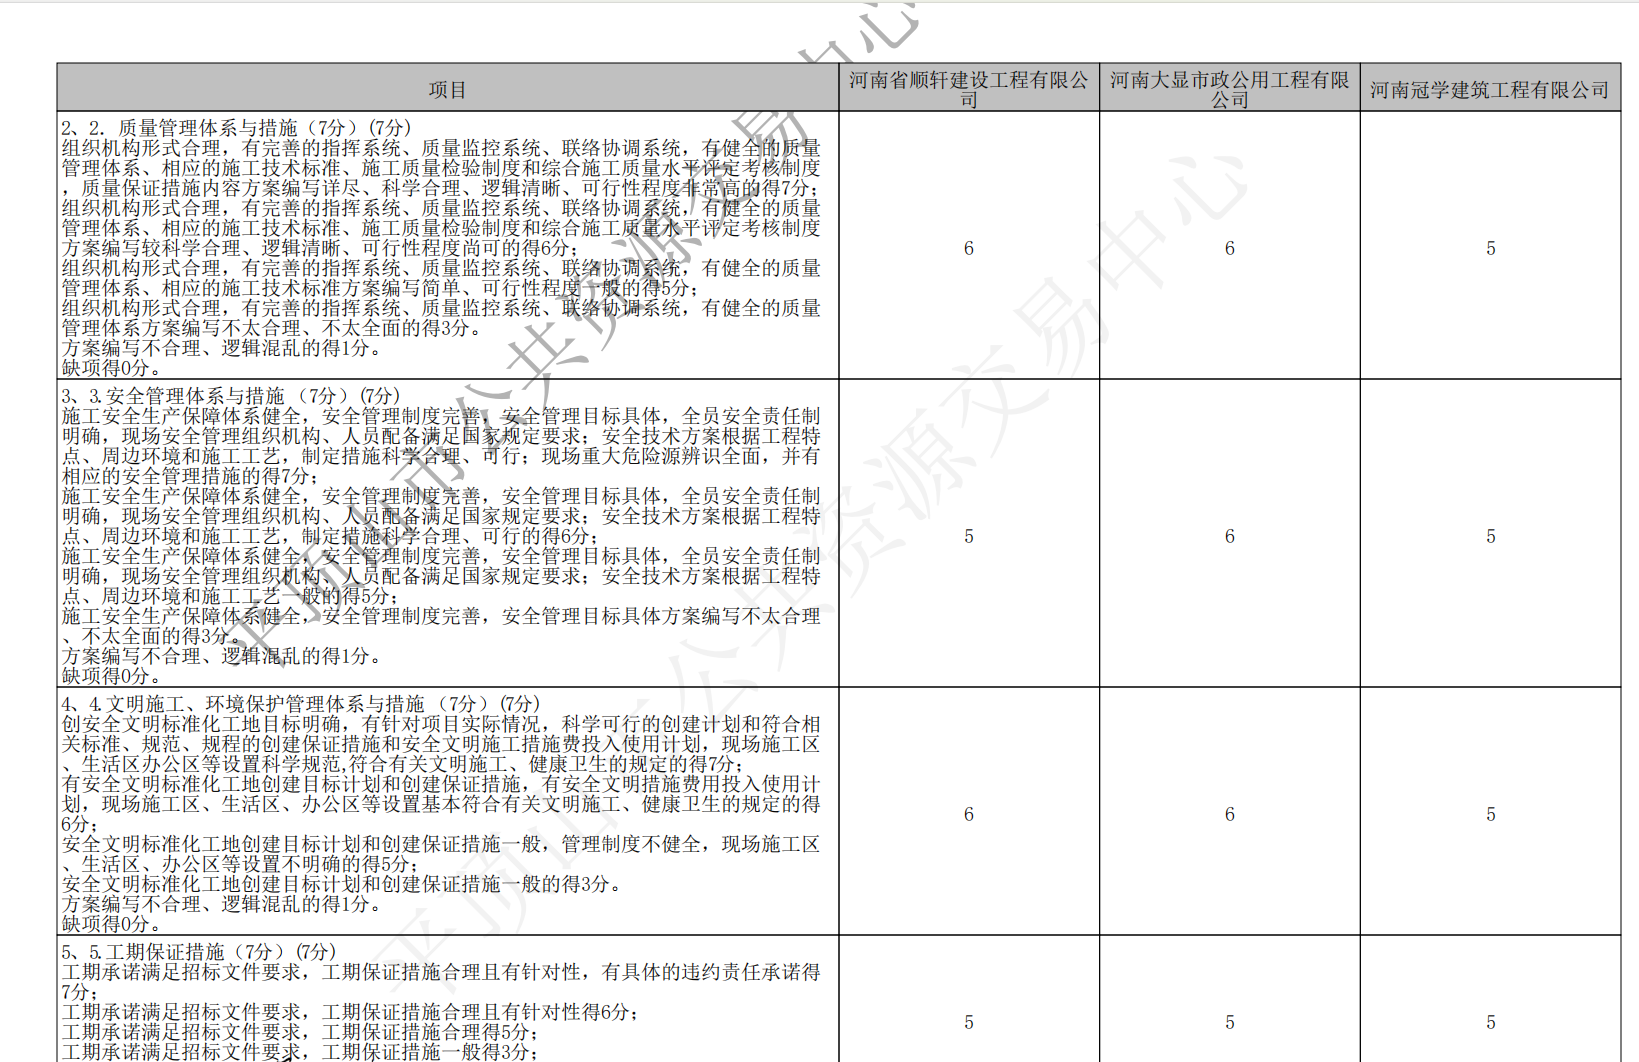 项目
河南省顺轩建设工程有限公
司
河南大显市政公用工程有限
公司
河南冠学建筑工程有限公司
2、2. 质量管理体系与措施（7分）(7分)
组织机构形式合理，有完善的指挥系统、质量监控系统、联络协调系统，有健全的质量
管理体系、相应的施工技术标准、施工质量检验制度和综合施工质量水平评定考核制度
，质量保证措施内容方案编写详尽、科学合理、逻辑清晰、可行性程度非常高的得7分；
组织机构形式合理，有完善的指挥系统、质量监控系统、联络协调系统，有健全的质量
管理体系、相应的施工技术标准、施工质量检验制度和综合施工质量水平评定考核制度
方案编写较科学合理、逻辑清晰、可行性程度尚可的得6分；
组织机构形式合理，有完善的指挥系统、质量监控系统、联络协调系统，有健全的质量
管理体系、相应的施工技术标准方案编写简单、可行性程度一般的得5分；
组织机构形式合理，有完善的指挥系统、质量监控系统、联络协调系统，有健全的质量
管理体系方案编写不太合理、不太全面的得3分。
方案编写不合理、逻辑混乱的得1分。
缺项得0分。
6
6
5
3、3.安全管理体系与措施 （7分）(7分)
施工安全生产保障体系健全，安全管理制度完善，安全管理目标具体，全员安全责任制
明确，现场安全管理组织机构、人员配备满足国家规定要求；安全技术方案根据工程特
点、周边环境和施工工艺，制定措施科学合理、可行；现场重大危险源辨识全面，并有
相应的安全管理措施的得7分；
施工安全生产保障体系健全，安全管理制度完善，安全管理目标具体，全员安全责任制
明确，现场安全管理组织机构、人员配备满足国家规定要求；安全技术方案根据工程特
点、周边环境和施工工艺，制定措施科学合理、可行的得6分；
施工安全生产保障体系健全，安全管理制度完善，安全管理目标具体，全员安全责任制
明确，现场安全管理组织机构、人员配备满足国家规定要求；安全技术方案根据工程特
点、周边环境和施工工艺一般的得5分；
施工安全生产保障体系健全，安全管理制度完善，安全管理目标具体方案编写不太合理
、不太全面的得3分。
方案编写不合理、逻辑混乱的得1分。
缺项得0分。
5
6
5
4、4.文明施工、环境保护管理体系与措施 （7分）(7分)
创安全文明标准化工地目标明确，有针对项目实际情况，科学可行的创建计划和符合相
关标准、规范、规程的创建保证措施和安全文明施工措施费投入使用计划，现场施工区
、生活区办公区等设置科学规范,符合有关文明施工、健康卫生的规定的得7分；
有安全文明标准化工地创建目标计划和创建保证措施，有安全文明措施费用投入使用计
划，现场施工区、生活区、办公区等设置基本符合有关文明施工、健康卫生的规定的得
6分；
安全文明标准化工地创建目标计划和创建保证措施一般，管理制度不健全，现场施工区
、生活区、办公区等设置不明确的得5分；
安全文明标准化工地创建目标计划和创建保证措施一般的得3分。
方案编写不合理、逻辑混乱的得1分。
缺项得0分。
6
6
5
5、5.工期保证措施（7分）(7分)
工期承诺满足招标文件要求，工期保证措施合理且有针对性，有具体的违约责任承诺得
7分；
工期承诺满足招标文件要求，工期保证措施合理且有针对性得6分；
工期承诺满足招标文件要求，工期保证措施合理得5分；
工期承诺满足招标文件要求，工期保证措施一般得3分；
5
5
5
平顶山市公共资源交易中心
平顶山市公共资源交易中心